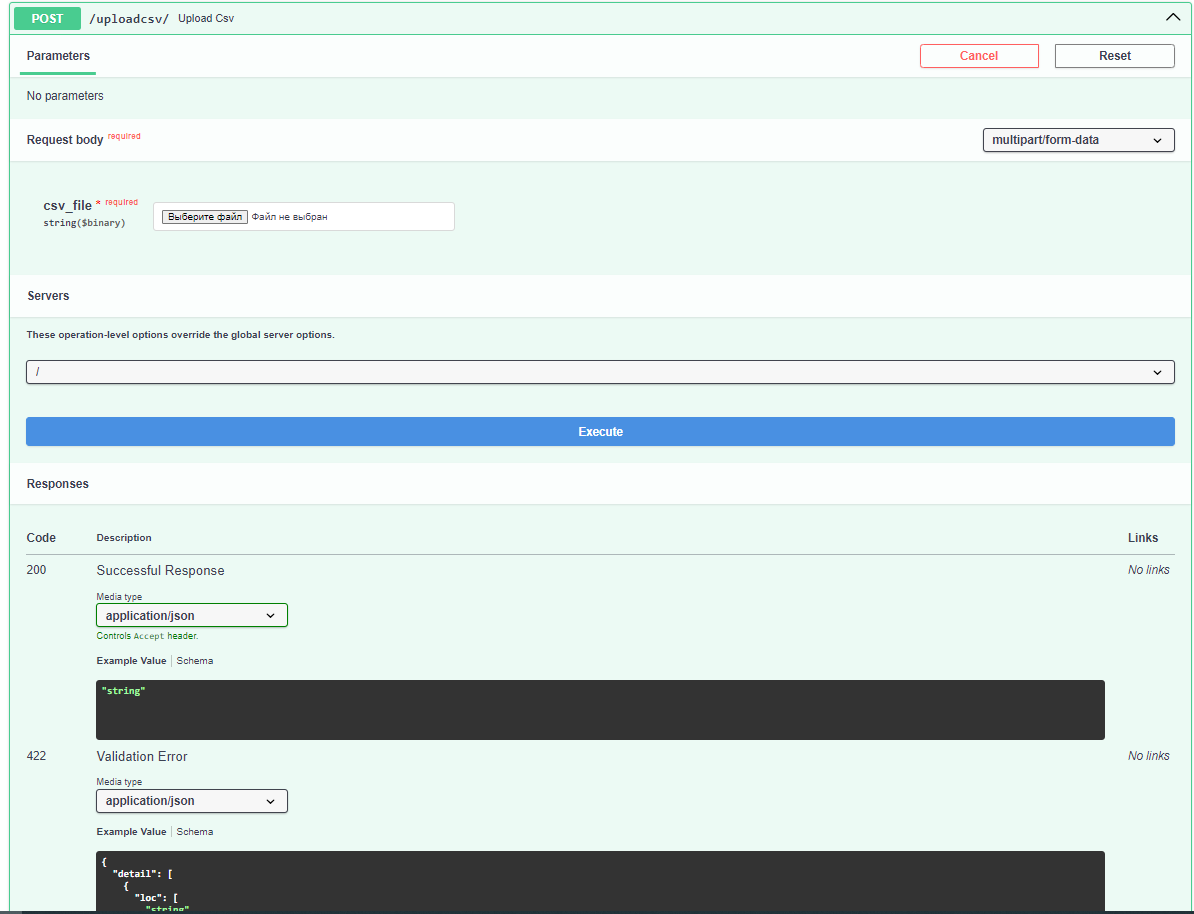 POST /uploadcsv/ Upload Csv
Parameters Cancel Reset
No parameters
Request body required multipart/form-data
csv_file * required
string($binary)
Выберите файл Файл не выбран
Servers
These operation-level options override the global server options.
/
Execute
Responses
Code Description Links
200 Successful Response No links
Media type
application/json
Controls Accept header.
Example Value Schema
"string"
422 Validation Error No links
Media type
application/json
Example Value Schema
{
"detail": [
{
"loc": [
"string"